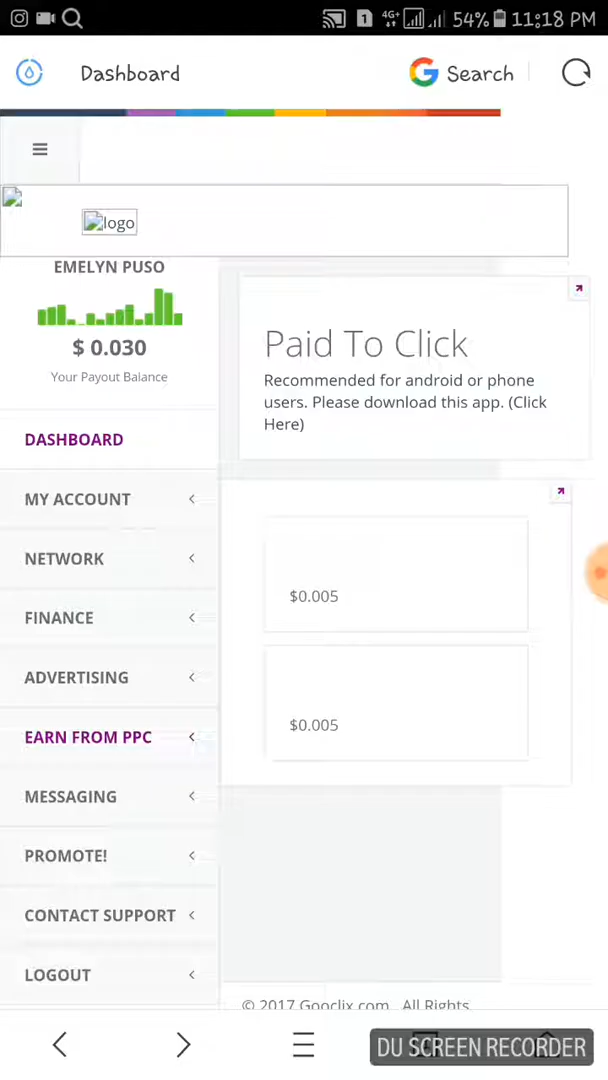 1 4G+ 54% 11:18 PM
Dashboard
Search
logo
EMELYN PUSO
$ 0.030
Your Payout Balance
Paid To Click
Recommended for android or phone
users. Please download this app. (Click
Here)
DASHBOARD
MY ACCOUNT
NETWORK
FINANCE
ADVERTISING
EARN FROM PPC
MESSAGING
PROMOTE!
CONTACT SUPPORT
LOGOUT
$0.005
$0.005
© 2017 Gooclix.com . All Rights
DU SCREEN RECORDER